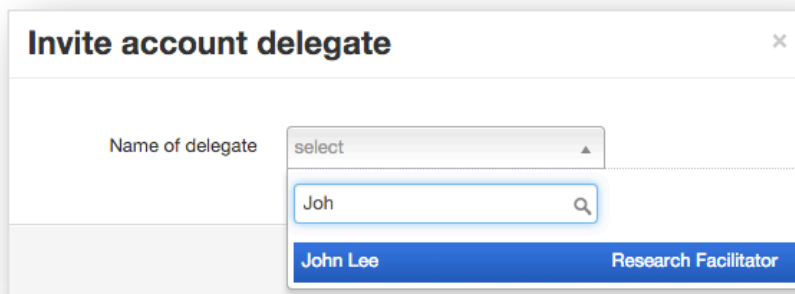 Invite account delegate ×
Name of delegate select
Joh
John Lee Research Facilitator